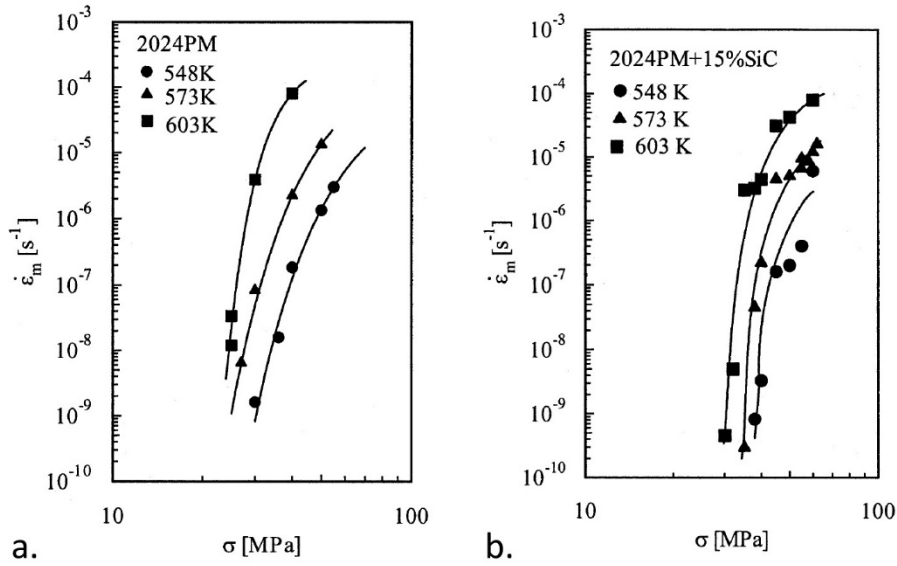 10⁻³
10⁻⁴
10⁻⁵
10⁻⁶
10⁻⁷
10⁻⁸
10⁻⁹
10⁻¹⁰
ε̇ₘ [s⁻¹]
2024PM
548K
573K
603K
10
100
σ [MPa]
a.
10⁻³
10⁻⁴
10⁻⁵
10⁻⁶
10⁻⁷
10⁻⁸
10⁻⁹
10⁻¹⁰
ε̇ₘ [s⁻¹]
2024PM+15%SiC
548 K
573 K
603 K
10
100
σ [MPa]
b.